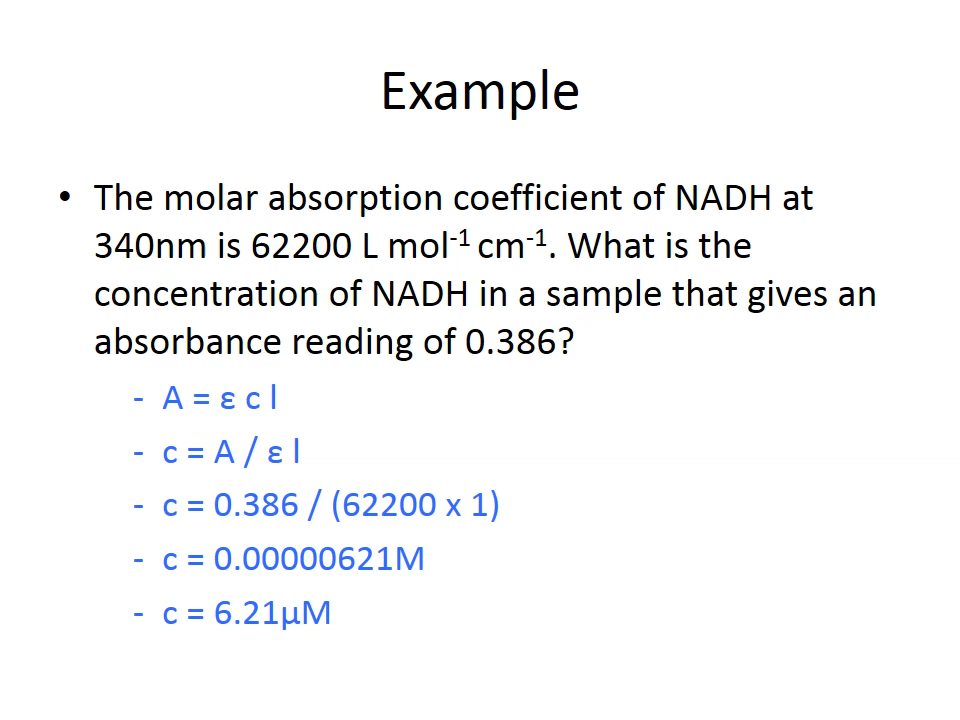 Example
• The molar absorption coefficient of NADH at
340nm is 62200 L mol⁻¹ cm⁻¹. What is the
concentration of NADH in a sample that gives an
absorbance reading of 0.386?
- A = ε c l
- c = A / ε l
- c = 0.386 / (62200 x 1)
- c = 0.00000621M
- c = 6.21µM